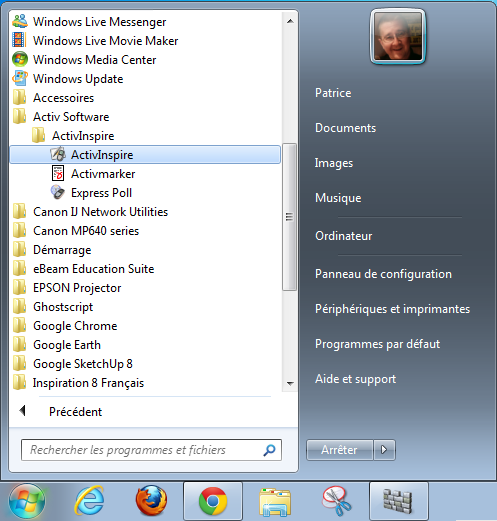 Windows Live Messenger
Windows Live Movie Maker
Windows Media Center
Windows Update
Accessoires
Activ Software
ActivInspire
ActivInspire
Activmarker
Express Poll
Canon IJ Network Utilities
Canon MP640 series
Démarrage
eBeam Education Suite
EPSON Projector
Ghostscript
Google Chrome
Google Earth
Google SketchUp 8
Inspiration 8 Français
Précédent
Rechercher les programmes et fichiers
Patrice
Documents
Images
Musique
Ordinateur
Panneau de configuration
Périphériques et imprimantes
Programmes par défaut
Aide et support
Arrêter